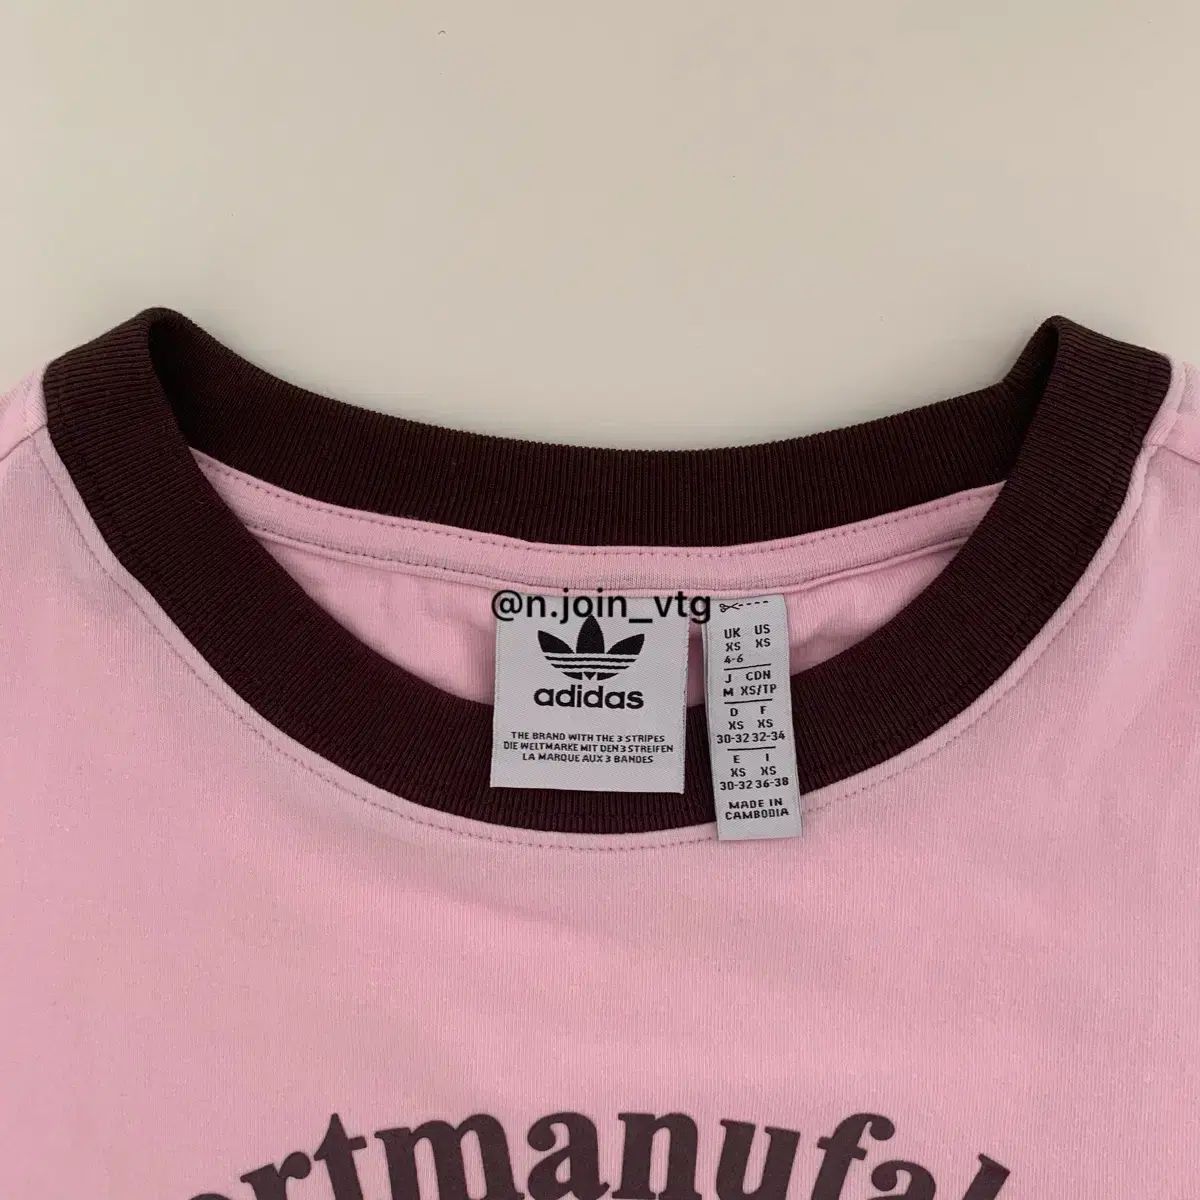 @n.join_vtg
adidas
THE BRAND WITH THE 3 STRIPES
DIE WELTMARKE MIT DEN 3 STREIFEN
LA MARQUE AUX 3 BANDES
UK US
XS XS
4-6
J CDN
M XS/TP
D F
XS XS
30-32 32-34
E I
XS XS
30-32 36-38
MADE IN
CAMBODIA
ortmanufak